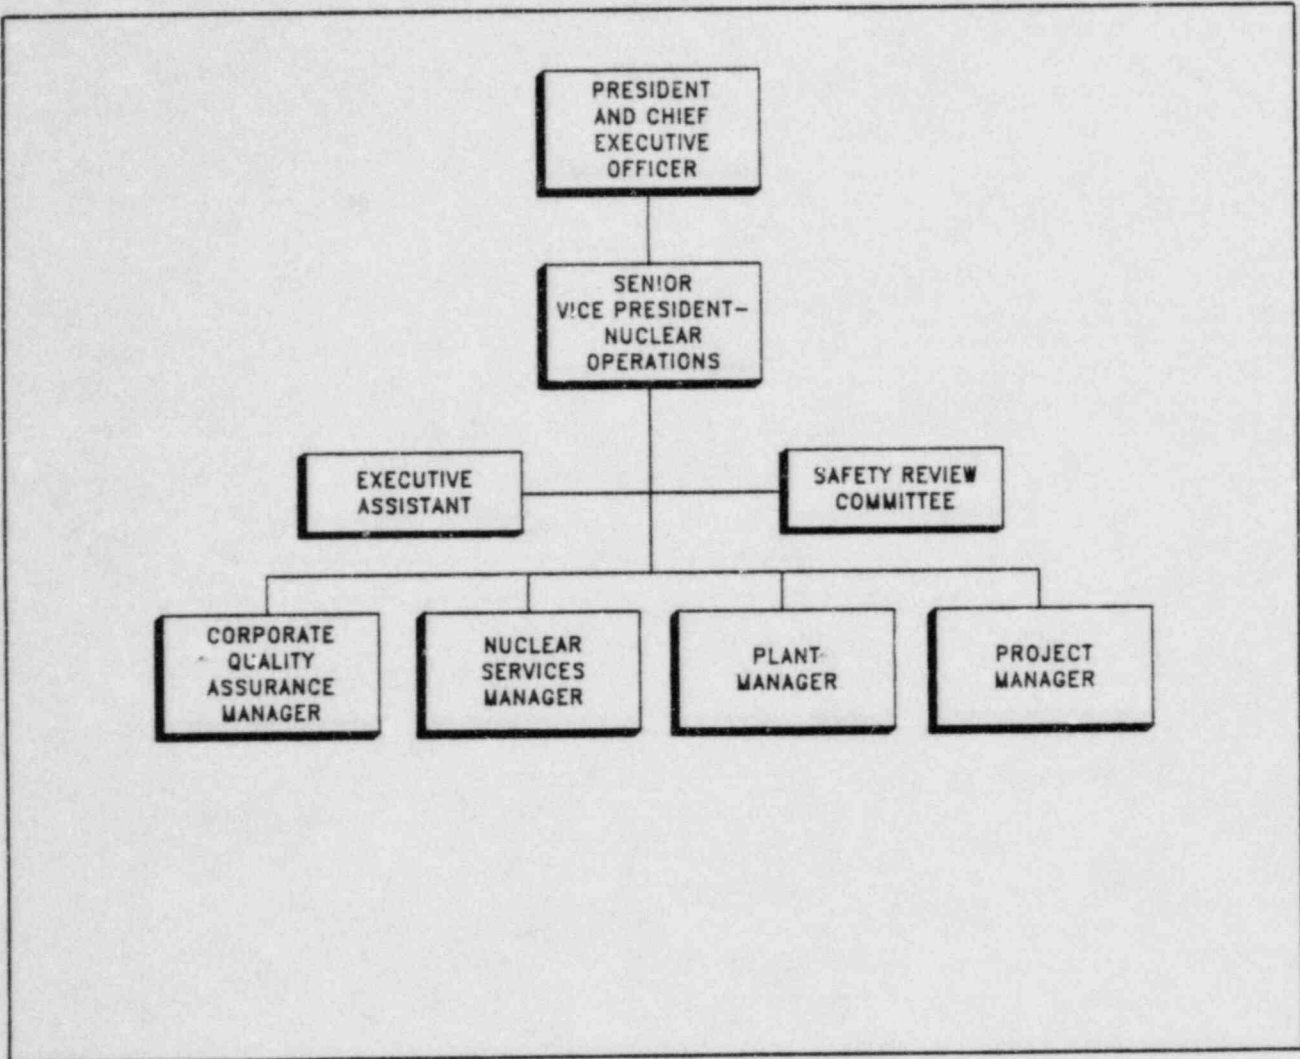 PRESIDENT
AND CHIEF
EXECUTIVE
OFFICER
SENIOR
VICE PRESIDENT-
NUCLEAR
OPERATIONS
EXECUTIVE
ASSISTANT
SAFETY REVIEW
COMMITTEE
CORPORATE
QUALITY
ASSURANCE
MANAGER
NUCLEAR
SERVICES
MANAGER
PLANT
MANAGER
PROJECT
MANAGER